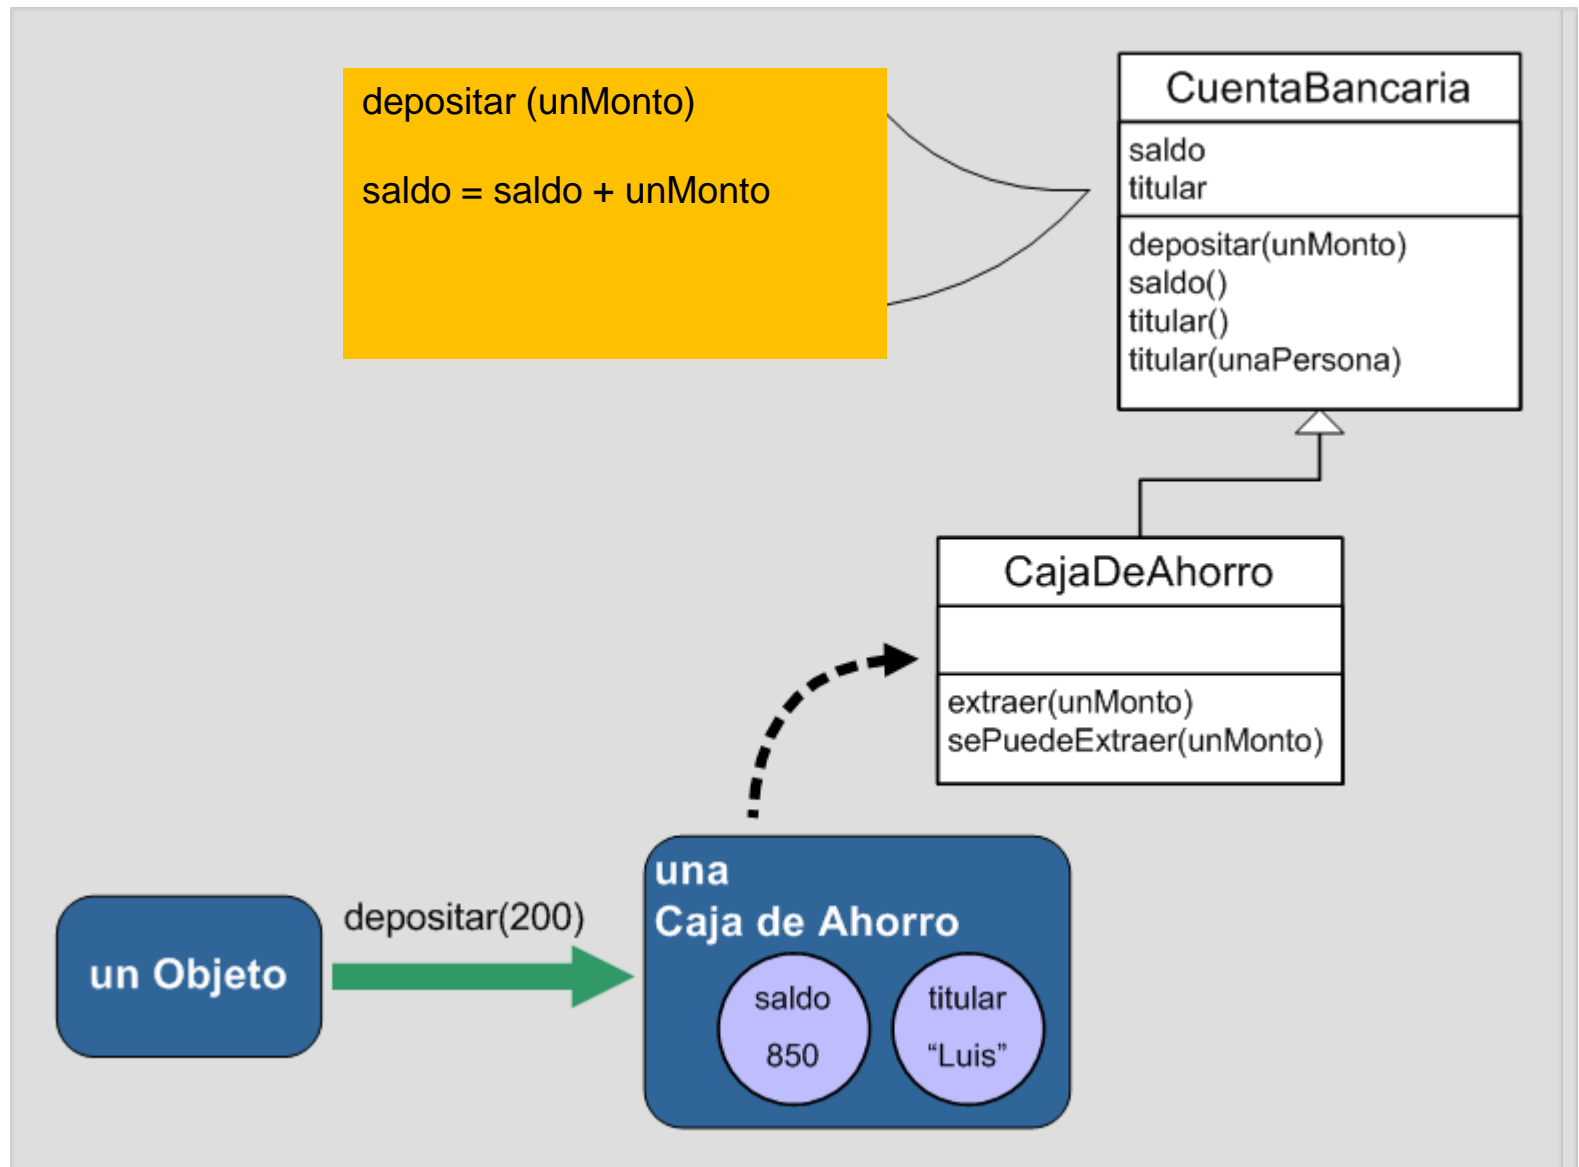 depositar (unMonto)
saldo = saldo + unMonto
CuentaBancaria
saldo
titular
depositar(unMonto)
saldo()
titular()
titular(unaPersona)
CajaDeAhorro
extraer(unMonto)
sePuedeExtraer(unMonto)
un Objeto
depositar(200)
una
Caja de Ahorro
saldo
850
titular
“Luis”